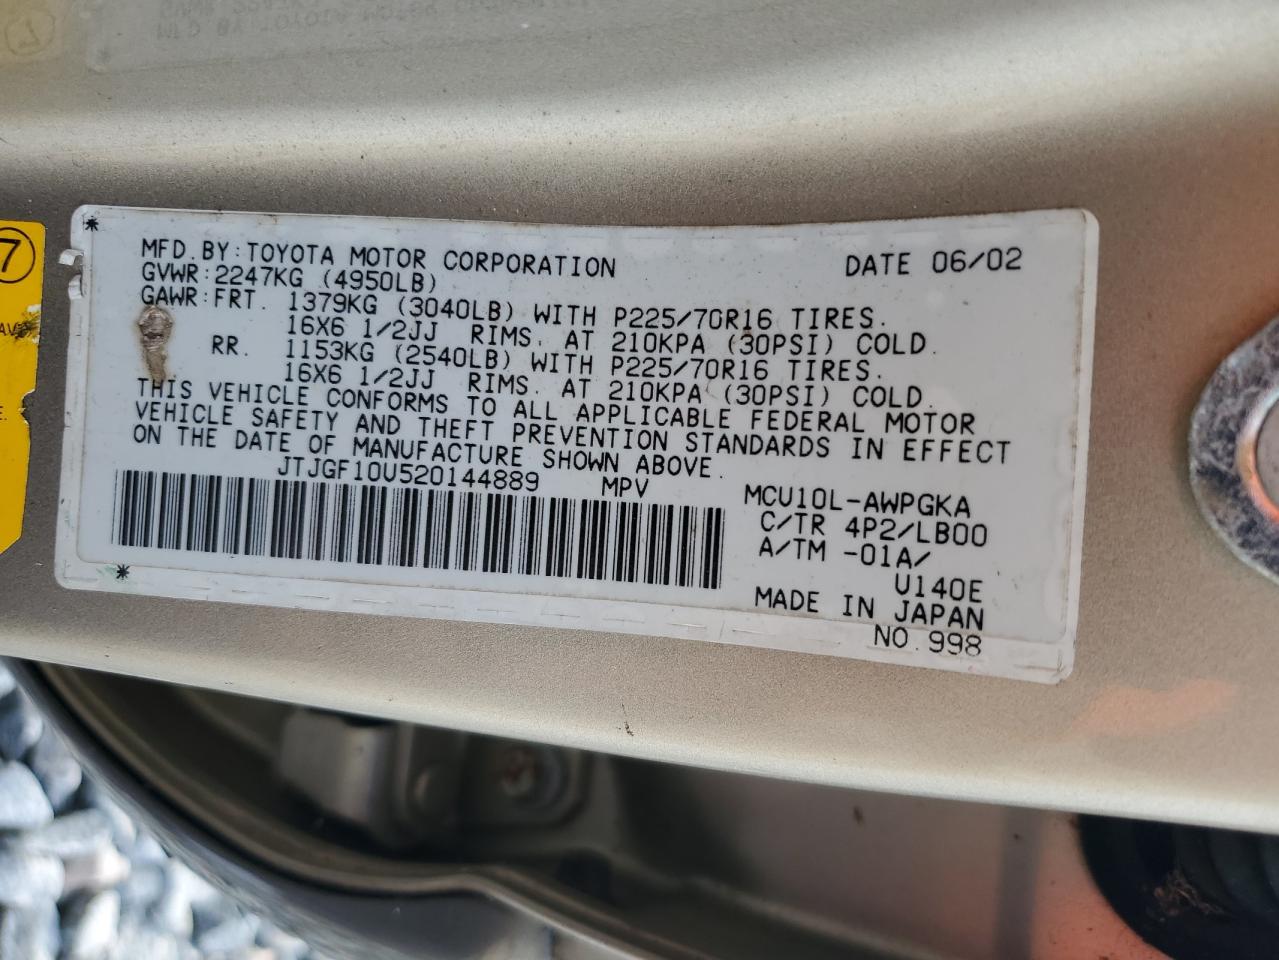 MFD. BY: TOYOTA MOTOR CORPORATION DATE 06/02
GVWR: 2247KG (4950LB)
GAWR: FRT. 1379KG (3040LB) WITH P225/70R16 TIRES.
16X6 1/2JJ RIMS. AT 210KPA (30PSI) COLD.
RR. 1153KG (2540LB) WITH P225/70R16 TIRES.
16X6 1/2JJ RIMS. AT 210KPA (30PSI) COLD.
THIS VEHICLE CONFORMS TO ALL APPLICABLE FEDERAL MOTOR
VEHICLE SAFETY AND THEFT PREVENTION STANDARDS IN EFFECT
ON THE DATE OF MANUFACTURE SHOWN ABOVE.
JTJGF10U520144889 MPV
MCU10L-AWPGKA
C/TR 4P2/LB00
A/TM -01A/
U140E
MADE IN JAPAN
NO. 998
7